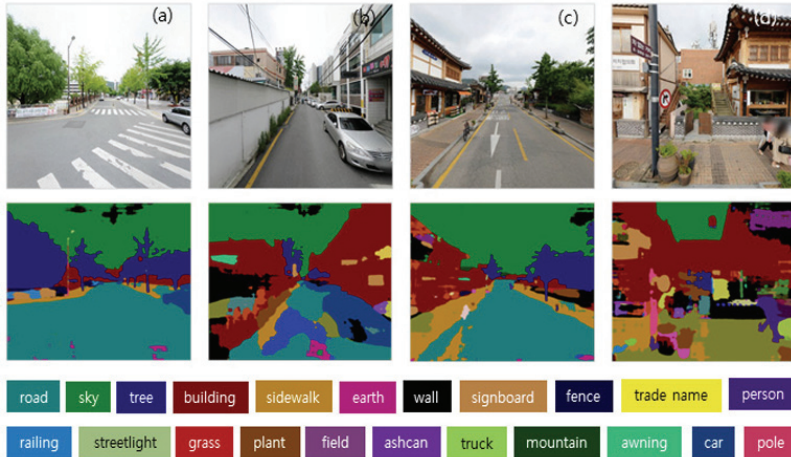 (a) (b) (c) (d)
road sky tree building sidewalk earth wall signboard fence trade name person
railing streetlight grass plant field ashcan truck mountain awning car pole